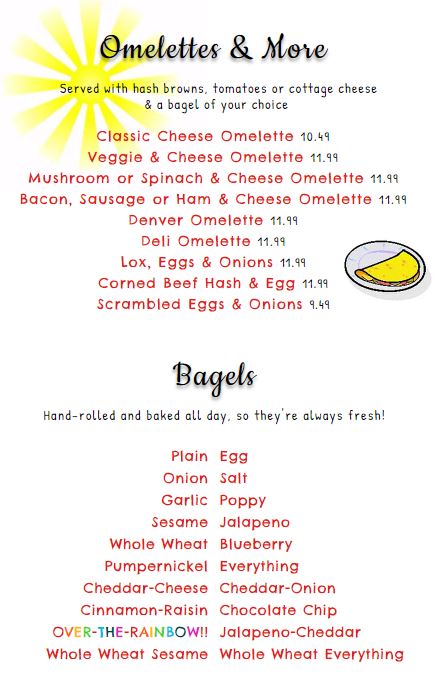 Omelettes & More
Served with hash browns, tomatoes or cottage cheese
& a bagel of your choice
Classic Cheese Omelette 10.49
Veggie & Cheese Omelette 11.99
Mushroom or Spinach & Cheese Omelette 11.99
Bacon, Sausage or Ham & Cheese Omelette 11.99
Denver Omelette 11.99
Deli Omelette 11.99
Lox, Eggs & Onions 11.99
Corned Beef Hash & Egg 11.99
Scrambled Eggs & Onions 9.49
Bagels
Hand-rolled and baked all day, so they're always fresh!
Plain Egg
Onion Salt
Garlic Poppy
Sesame Jalapeno
Whole Wheat Blueberry
Pumpernickel Everything
Cheddar-Cheese Cheddar-Onion
Cinnamon-Raisin Chocolate Chip
OVER-THE-RAINBOW!! Jalapeno-Cheddar
Whole Wheat Sesame Whole Wheat Everything